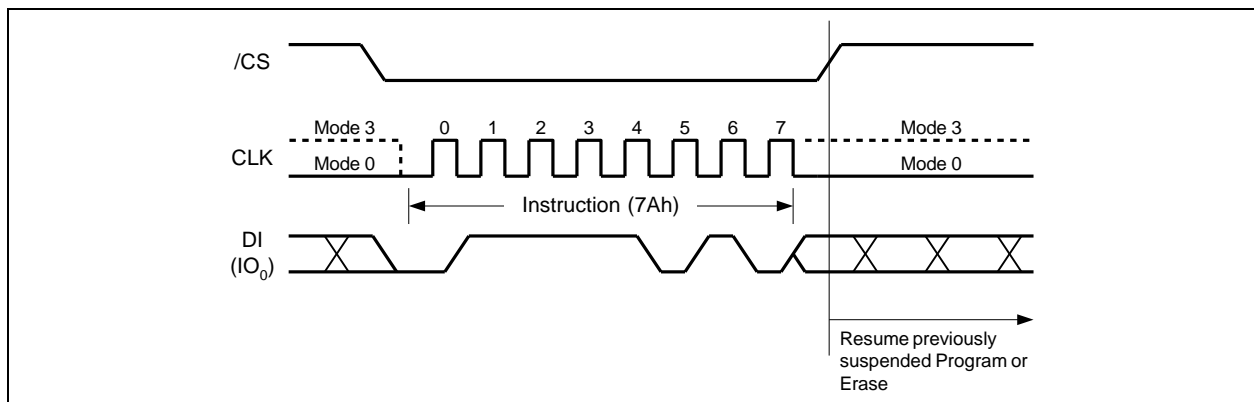 /CS
Mode 3
0 1 2 3 4 5 6 7
Mode 3
CLK
Mode 0
Mode 0
Instruction (7Ah)
DI
(IO₀)
Resume previously
suspended Program or
Erase